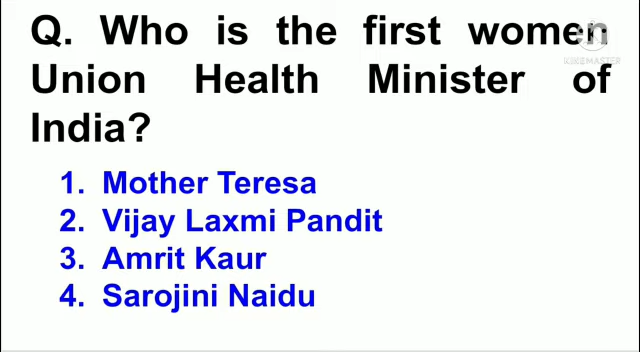 Q. Who is the first women
Union Health Minister of
India?
1. Mother Teresa
2. Vijay Laxmi Pandit
3. Amrit Kaur
4. Sarojini Naidu
KINEMASTER